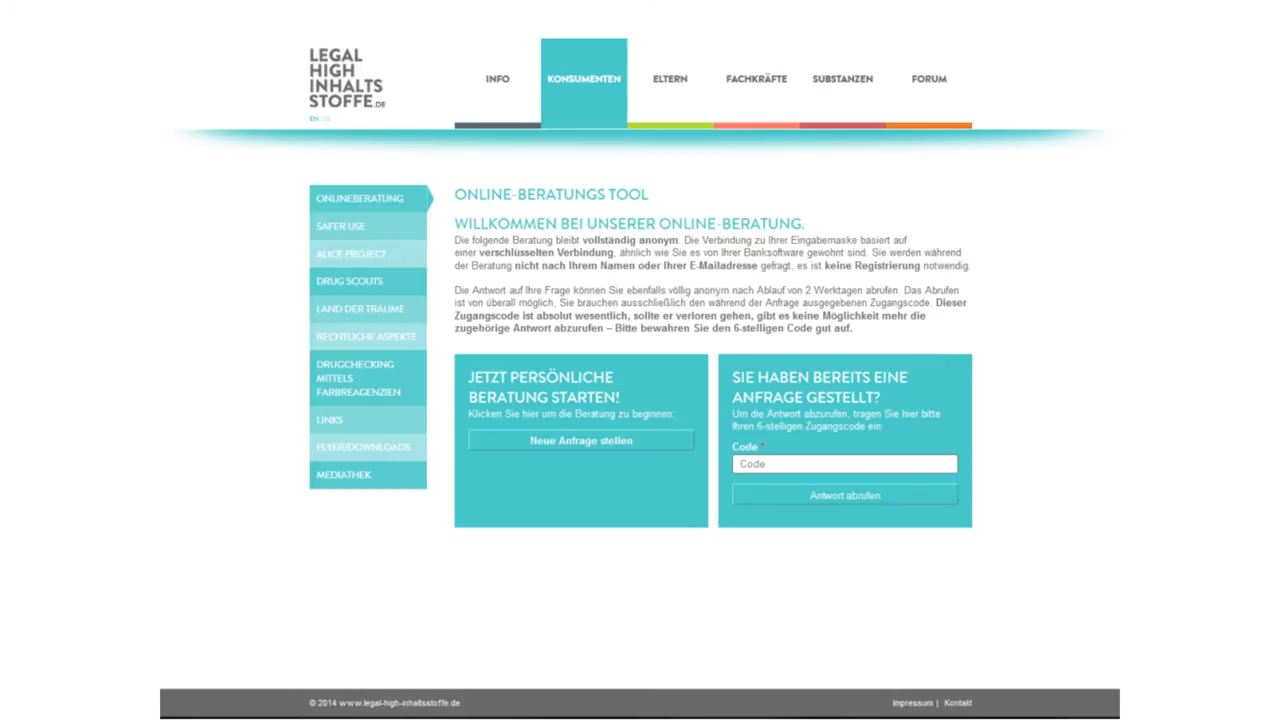 LEGAL
HIGH
INHALTS
STOFFE.DE
EN DE
INFO
KONSUMENTEN
ELTERN
FACHKRÄFTE
SUBSTANZEN
FORUM
ONLINEBERATUNG
SAFER USE
ALICE PROJECT
DRUG SCOUTS
LAND DER TRÄUME
RECHTLICHE ASPEKTE
DRUGCHECKING
MITTELS
FARBREAGENZIEN
LINKS
FLYER/DOWNLOADS
MEDIATHEK
ONLINE-BERATUNGS TOOL
WILLKOMMEN BEI UNSERER ONLINE-BERATUNG.
Die folgende Beratung bleibt vollständig anonym. Die Verbindung zu Ihrer Eingabemaske basiert auf
einer verschlüsselten Verbindung, ähnlich wie Sie es von Ihrer Banksoftware gewohnt sind. Sie werden während
der Beratung nicht nach Ihrem Namen oder Ihrer E-Mailadresse gefragt, es ist keine Registrierung notwendig.
Die Antwort auf Ihre Frage können Sie ebenfalls völlig anonym nach Ablauf von 2 Werktagen abrufen. Das Abrufen
ist von überall möglich, Sie brauchen ausschließlich den während der Anfrage ausgegebenen Zugangscode. Dieser
Zugangscode ist absolut wesentlich, sollte er verloren gehen, gibt es keine Möglichkeit mehr die
zugehörige Antwort abzurufen – Bitte bewahren Sie den 6-stelligen Code gut auf.
JETZT PERSÖNLICHE
BERATUNG STARTEN!
Klicken Sie hier um die Beratung zu beginnen:
Neue Anfrage stellen
SIE HABEN BEREITS EINE
ANFRAGE GESTELLT?
Um die Antwort abzurufen, tragen Sie hier bitte
Ihren 6-stelligen Zugangscode ein:
Code *
Code
Antwort abrufen
© 2014 www.legal-high-inhaltsstoffe.de
Impressum | Kontakt